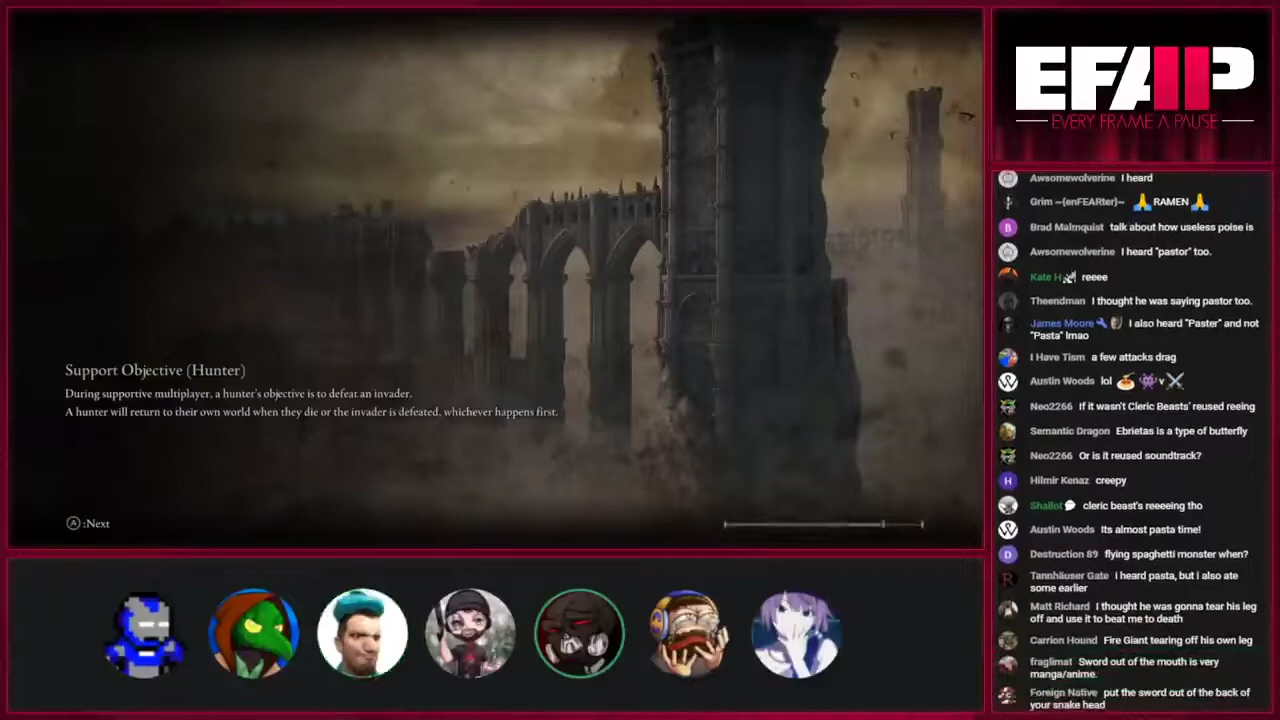 Support Objective (Hunter)
During supportive multiplayer, a hunter's objective is to defeat an invader.
A hunter will return to their own world when they die or the invader is defeated, whichever happens first.
A :Next
EFAP
EVERY FRAME A PAUSE
Awsomewolverine I heard
Grim ~(enFEARter)~ 🙏 RAMEN 🙏
B Brad Malmquist talk about how useless poise is
Awsomewolverine I heard "pastor" too.
Kate H reeee
Theendman I thought he was saying pastor too.
James Moore I also heard "Paster" and not
"Pasta" lmao
I Have Tism a few attacks drag
Austin Woods lol 🍝 👾 v ⚔️
Neo2266 If it wasn't Cleric Beasts' reused reeing
Semantic Dragon Ebrietas is a type of butterfly
Neo2266 Or is it reused soundtrack?
H Hilmir Kenaz creepy
Shallot cleric beast's reeeeing tho
Austin Woods Its almost pasta time!
D Destruction 89 flying spaghetti monster when?
R Tannhäuser Gate i heard pasta, but i also ate
some earlier
Matt Richard I thought he was gonna tear his leg
off and use it to beat me to death
Carrion Hound Fire Giant tearing off his own leg
fraglimat Sword out of the mouth is very
manga/anime.
Foreign Native put the sword out of the back of
your snake head